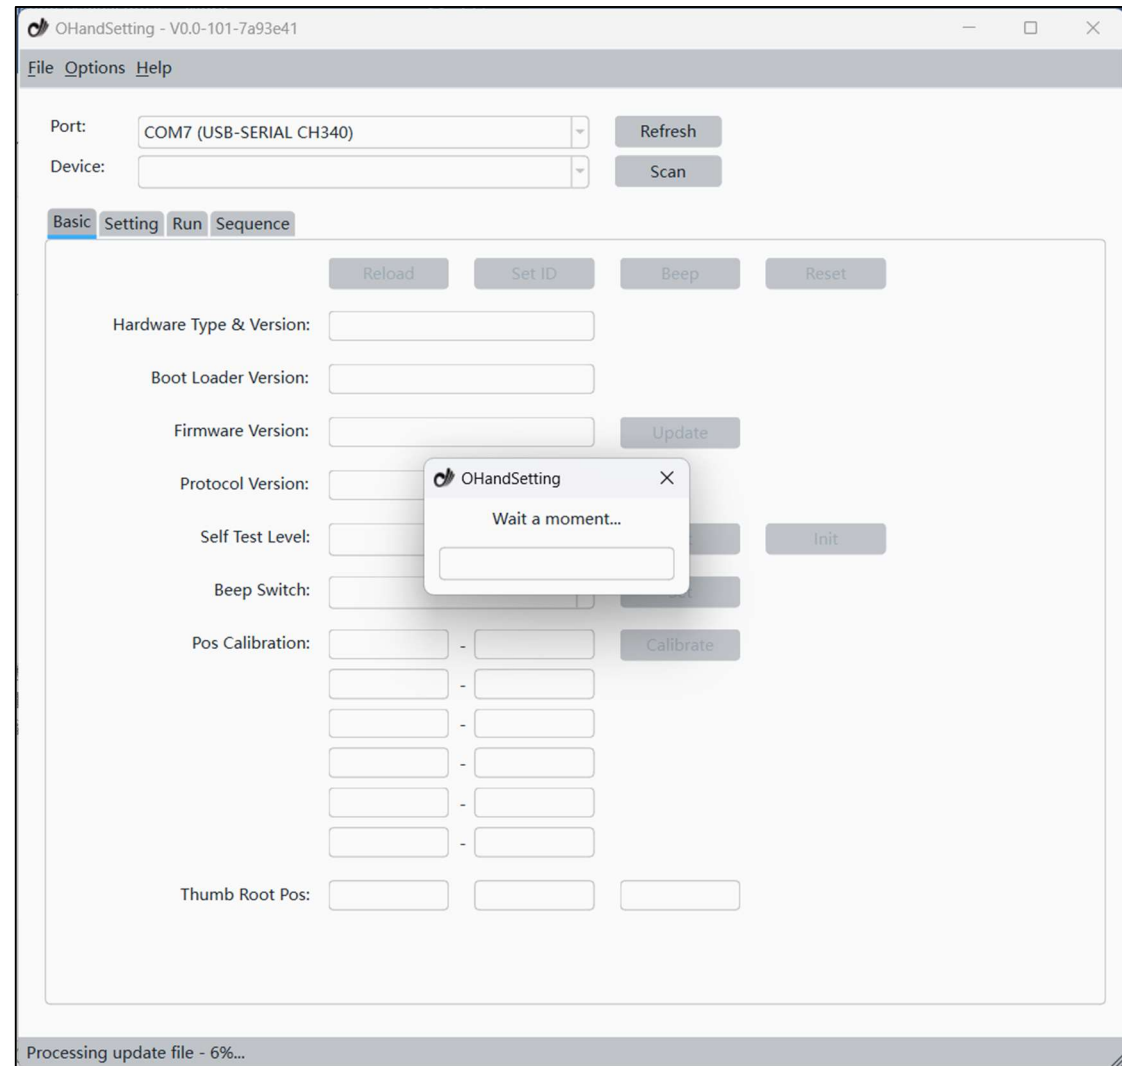 OHandSetting - V0.0-101-7a93e41
File Options Help
Port: COM7 (USB-SERIAL CH340) Refresh
Device: Scan
Basic Setting Run Sequence
Reload Set ID Beep Reset
Hardware Type & Version:
Boot Loader Version:
Firmware Version: Update
Protocol Version:
OHandSetting
Wait a moment...
Self Test Level: Init
Beep Switch:
Pos Calibration: - Calibrate
-
-
-
-
-
Thumb Root Pos:
Processing update file - 6%...